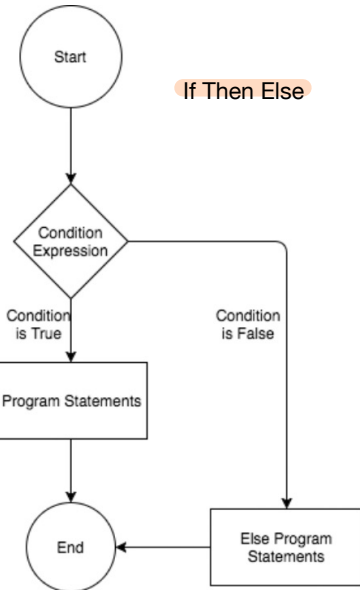 Start
If Then Else
Condition
Expression
Condition
is True
Condition
is False
Program Statements
End
Else Program
Statements